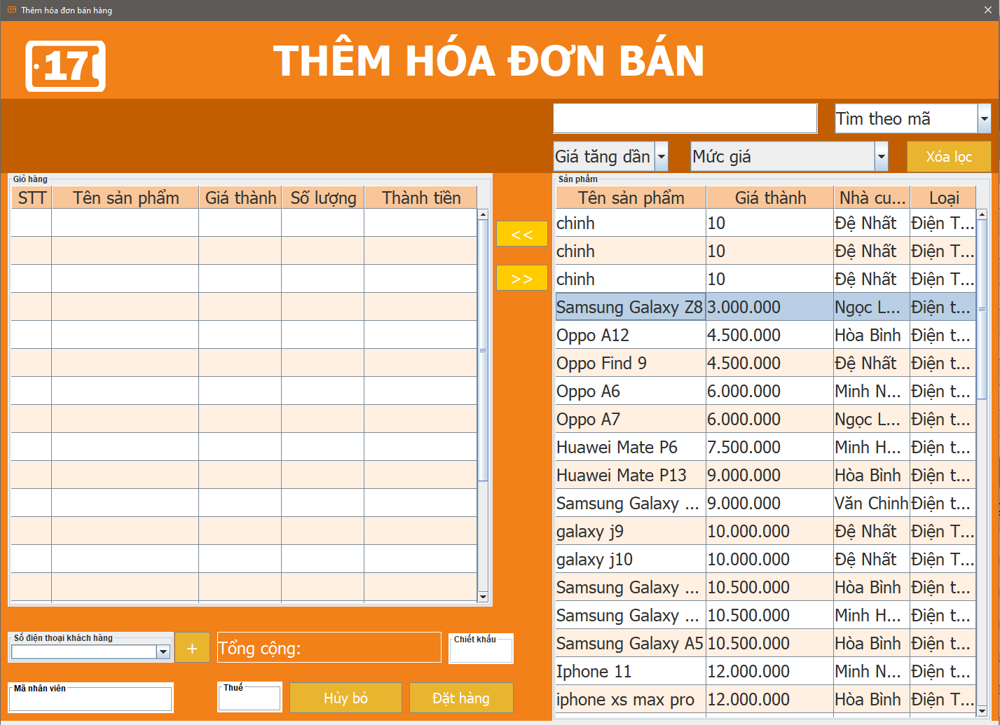 Thêm hóa đơn bán hàng
17
THÊM HÓA ĐƠN BÁN
Tìm theo mã
Giá tăng dần
Mức giá
Xóa lọc
Giỏ hàng
STT Tên sản phẩm Giá thành Số lượng Thành tiền
<<
>>
Sản phẩm
Tên sản phẩm Giá thành Nhà cu... Loại
chinh 10 Đệ Nhất Điện T...
chinh 10 Đệ Nhất Điện T...
chinh 10 Đệ Nhất Điện T...
Samsung Galaxy Z8 3.000.000 Ngọc L... Điện t...
Oppo A12 4.500.000 Hòa Bình Điện t...
Oppo Find 9 4.500.000 Đệ Nhất Điện t...
Oppo A6 6.000.000 Minh N... Điện t...
Oppo A7 6.000.000 Ngọc L... Điện t...
Huawei Mate P6 7.500.000 Minh H... Điện t...
Huawei Mate P13 9.000.000 Hòa Bình Điện t...
Samsung Galaxy ... 9.000.000 Văn Chinh Điện t...
galaxy j9 10.000.000 Đệ Nhất Điện T...
galaxy j10 10.000.000 Đệ Nhất Điện T...
Samsung Galaxy ... 10.500.000 Hòa Bình Điện t...
Samsung Galaxy ... 10.500.000 Minh H... Điện t...
Samsung Galaxy A5 10.500.000 Hòa Bình Điện t...
Iphone 11 12.000.000 Minh N... Điện t...
iphone xs max pro 12.000.000 Hòa Bình Điện T...
Số điện thoại khách hàng
+
Tổng cộng:
Chiết khấu
Mã nhân viên
Thuế
Hủy bỏ
Đặt hàng